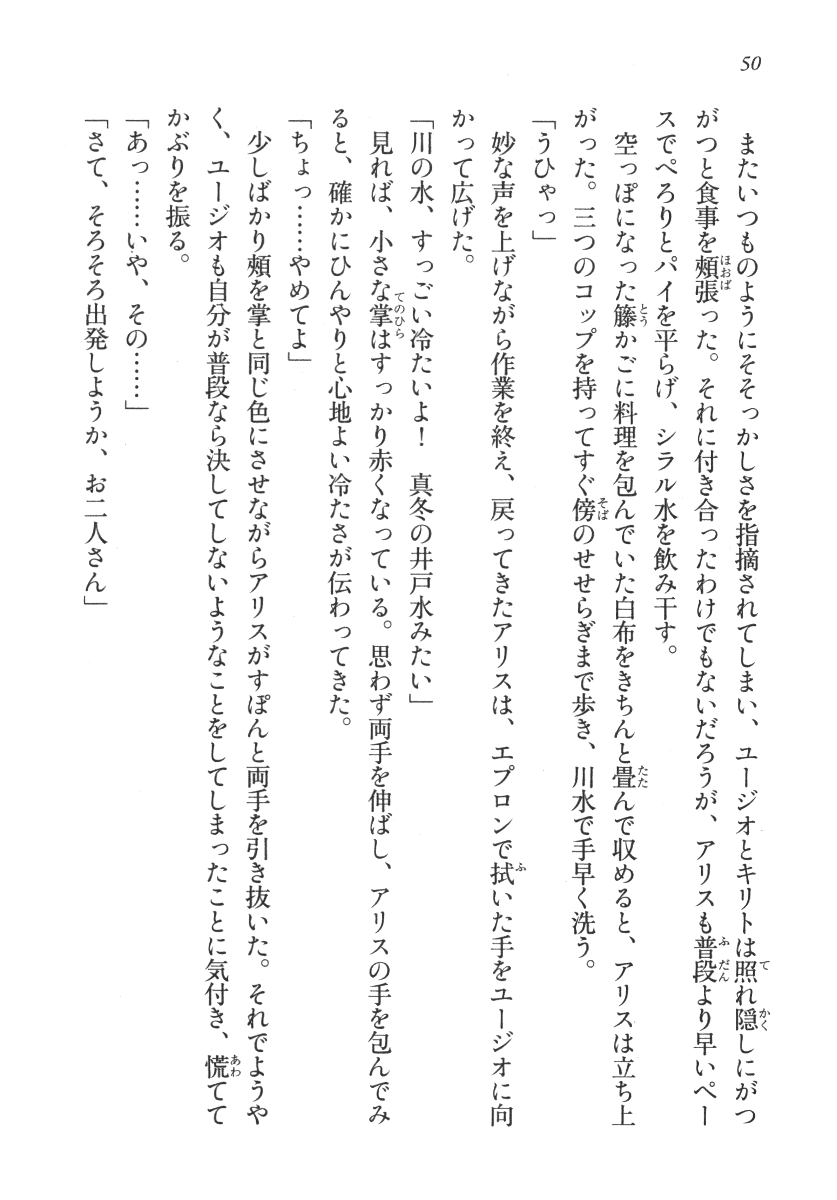 50
またいつものようにそそっかしさを指摘されてしまい、ユージオとキリトは照れ隠しにがつ
がつと食事を頰張った。それに付き合ったわけでもないだろうが、アリスも普段より早いペー
スでぺろりとパイを平らげ、シラル水を飲み干す。
空っぽになった籐かごに料理を包んでいた白布をきちんと畳んで収めると、アリスは立ち上
がった。三つのコップを持ってすぐ傍のせせらぎまで歩き、川水で手早く洗う。
「うひゃっ」
妙な声を上げながら作業を終え、戻ってきたアリスは、エプロンで拭いた手をユージオに向
かって広げた。
「川の水、すっごい冷たいよ！　真冬の井戸水みたい」
見れば、小さな掌はすっかり赤くなっている。思わず両手を伸ばし、アリスの手を包んでみ
ると、確かにひんやりと心地よい冷たさが伝わってきた。
「ちょっ……やめてよ」
少しばかり頰を掌と同じ色にさせながらアリスがすぽんと両手を引き抜いた。それでようや
く、ユージオも自分が普段なら決してしないようなことをしてしまったことに気付き、慌てて
かぶりを振る。
「あっ……いや、その……」
「さて、そろそろ出発しようか、お二人さん」